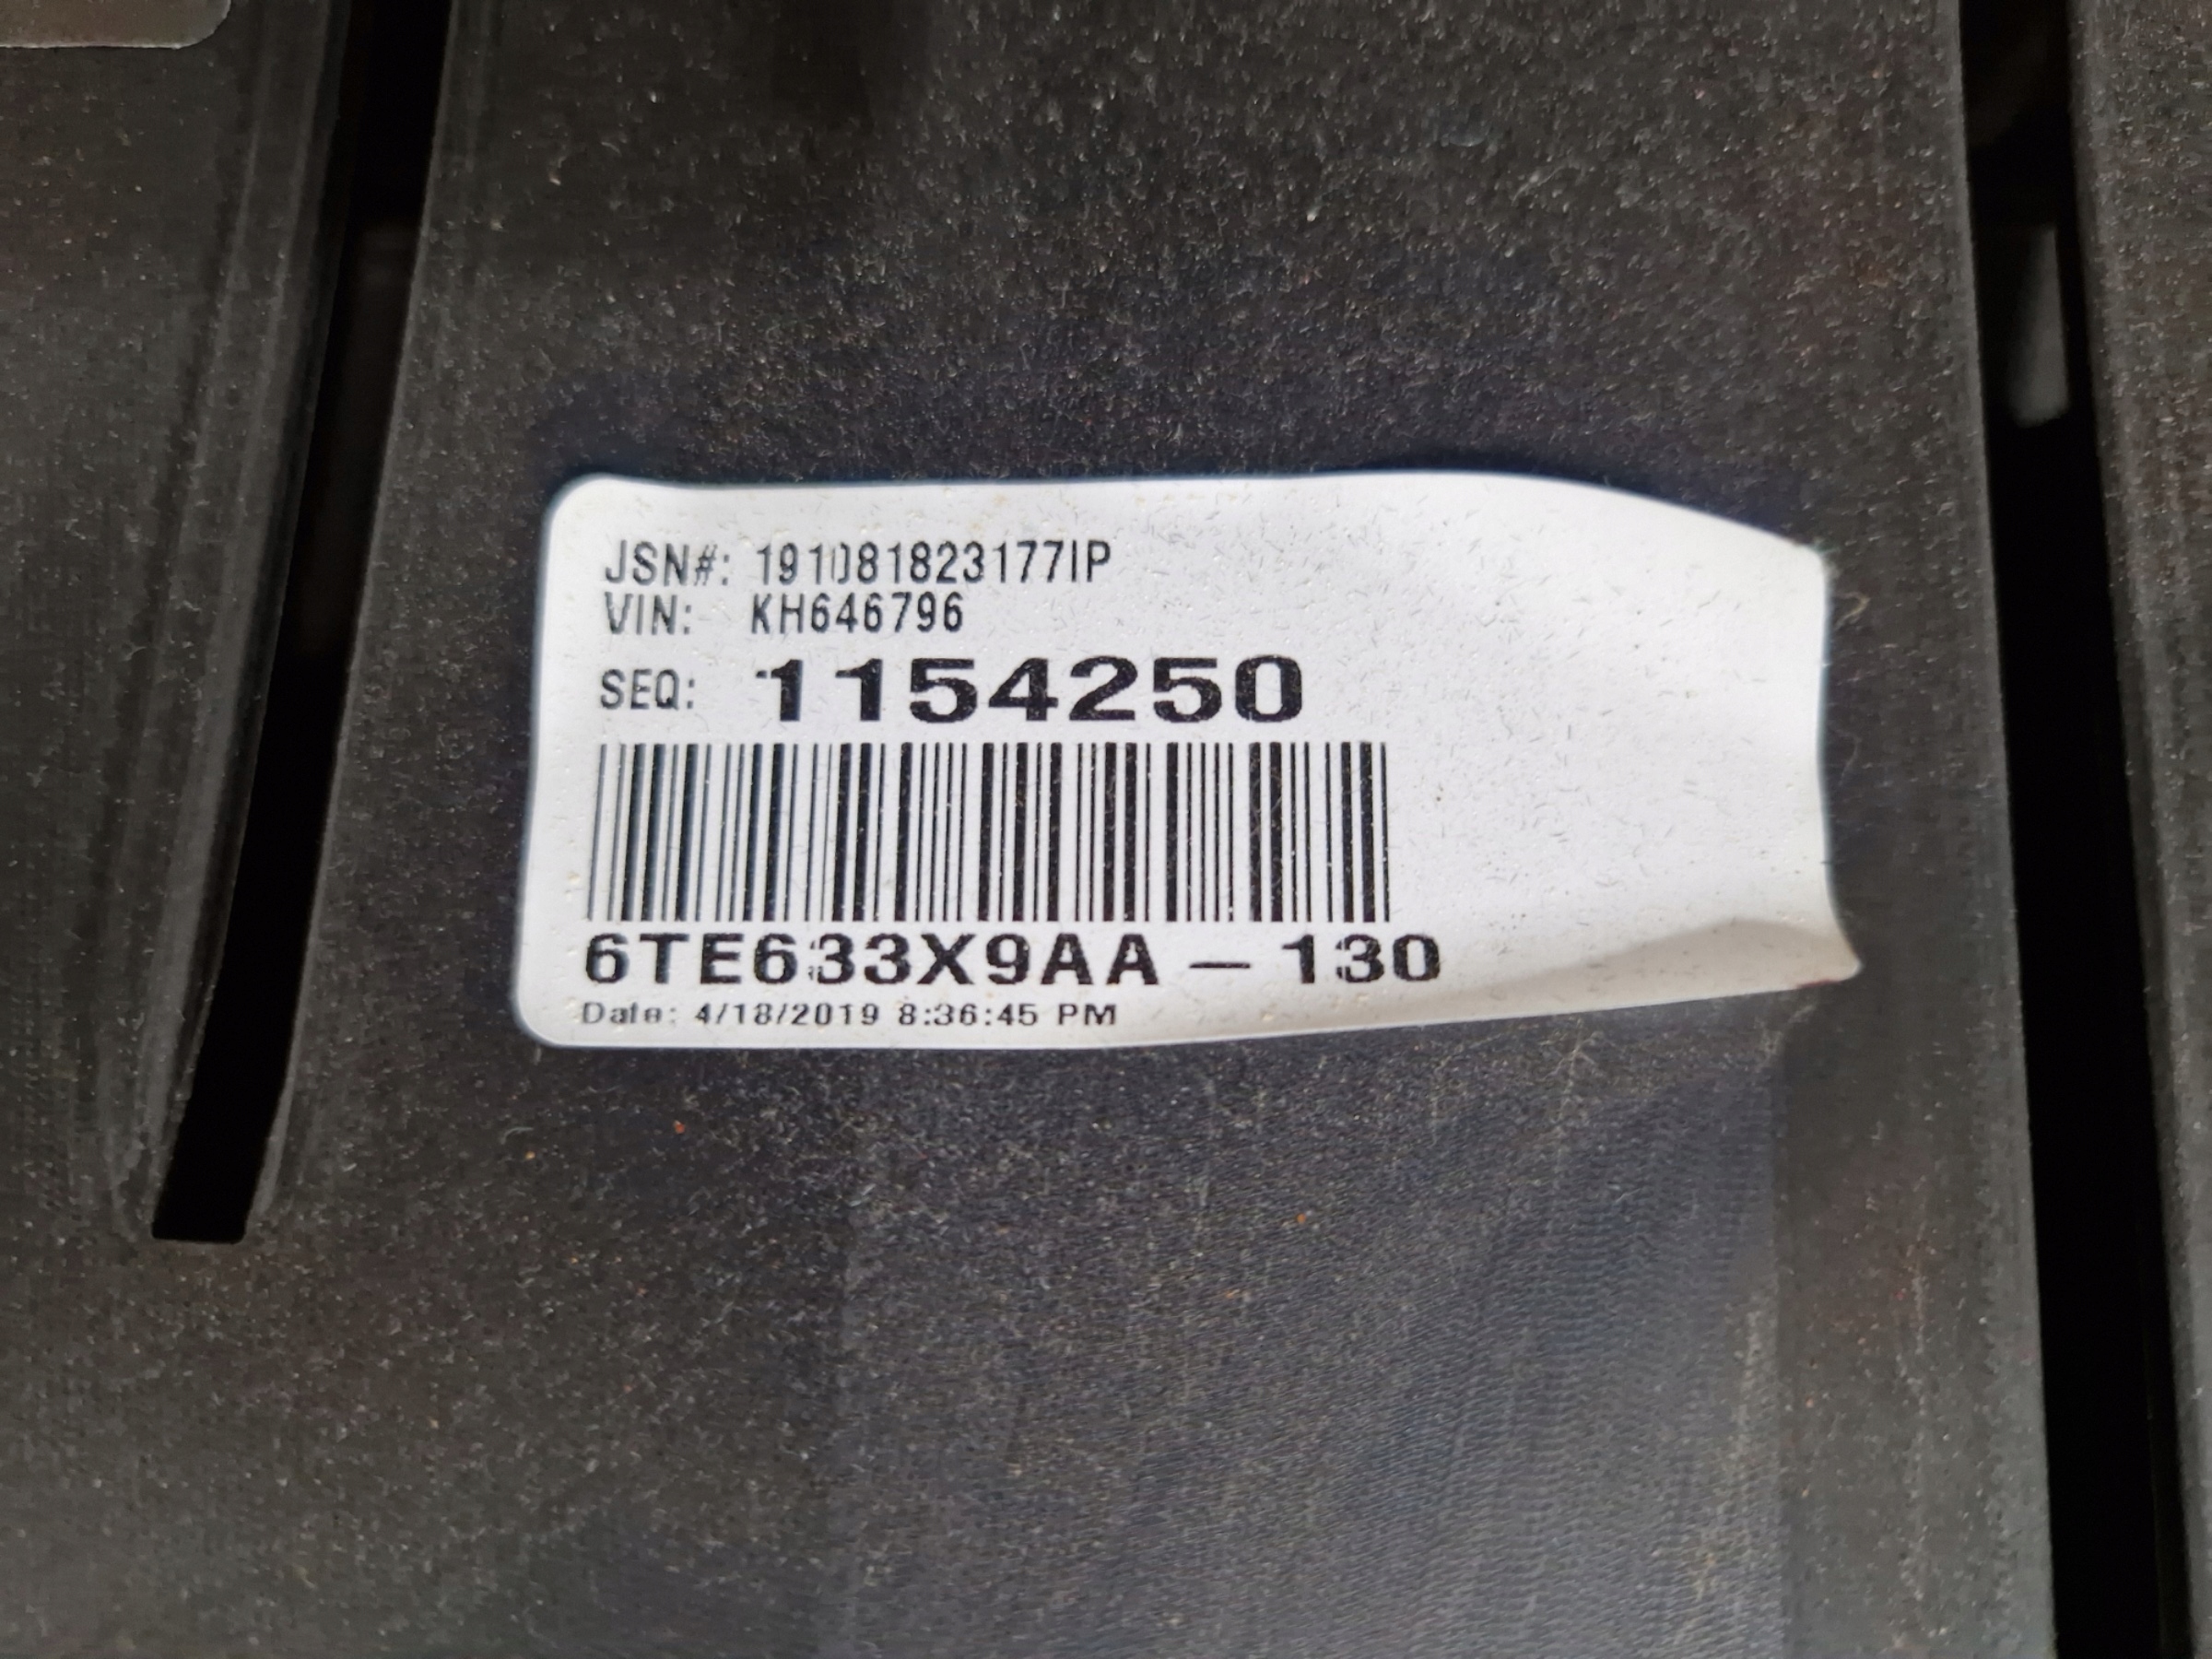 JSN#: 191081823177IP
VIN: KH646796
SEQ: 1154250
6TE633X9AA – 130
Date: 4/18/2019 8:36:45 PM